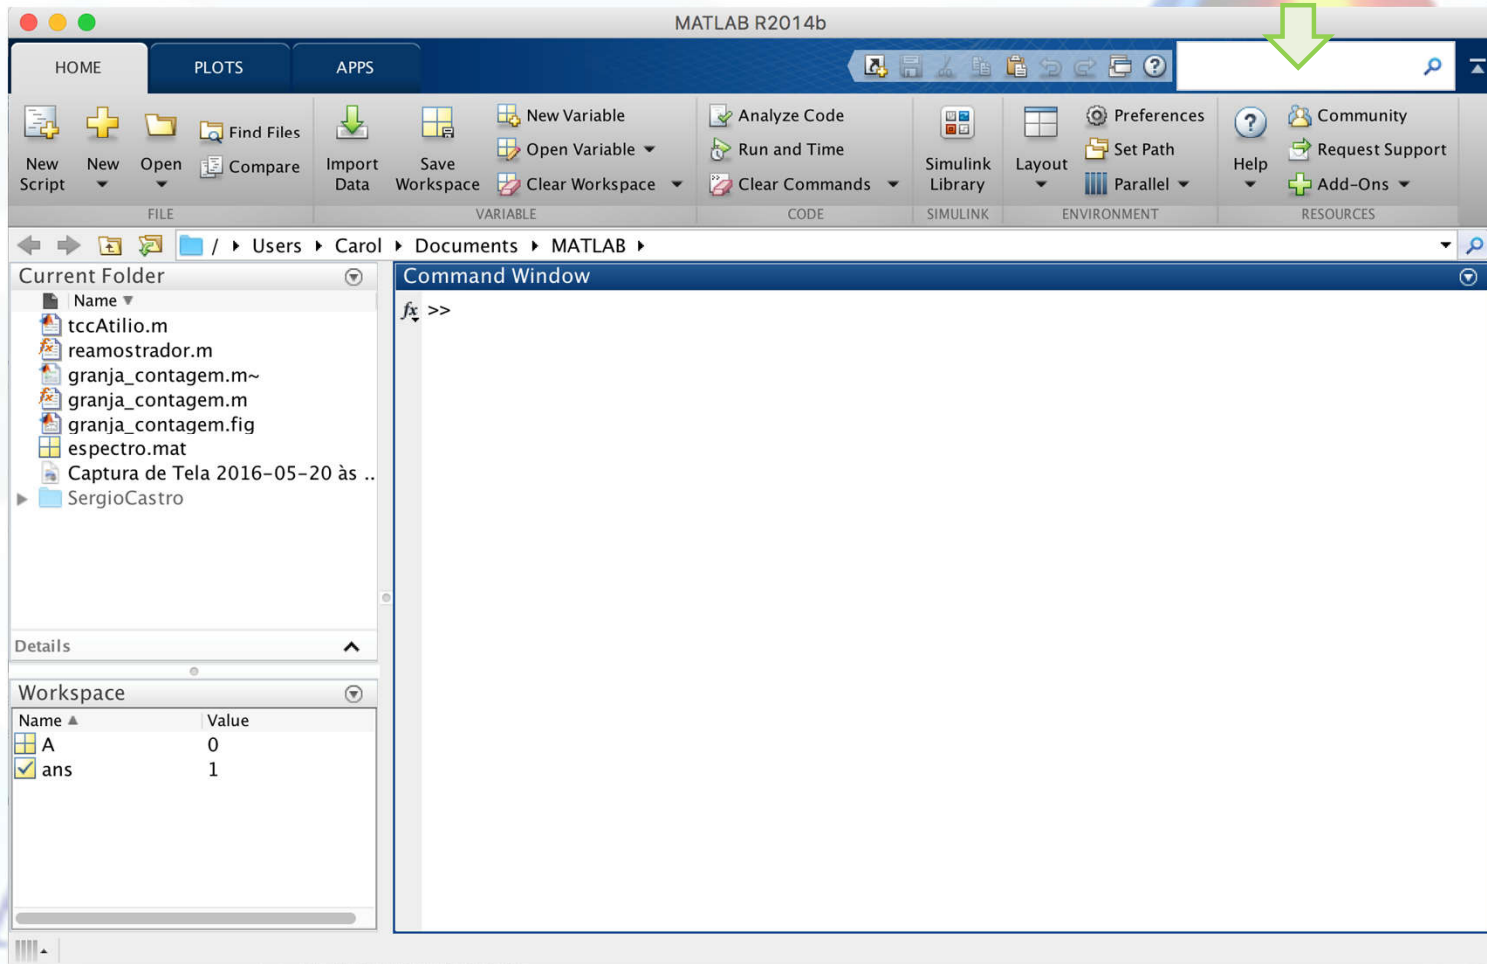 MATLAB R2014b
HOME PLOTS APPS
New Script
New
Open
Find Files
Compare
Import Data
Save Workspace
New Variable
Open Variable
Clear Workspace
Analyze Code
Run and Time
Clear Commands
Simulink Library
Layout
Preferences
Set Path
Parallel
Help
Community
Request Support
Add-Ons
FILE VARIABLE CODE SIMULINK ENVIRONMENT RESOURCES
/ Users Carol Documents MATLAB
Current Folder
Name
tccAtilio.m
reamostrador.m
granja_contagem.m~
granja_contagem.m
granja_contagem.fig
espectro.mat
Captura de Tela 2016-05-20 às ..
SergioCastro
Details
Workspace
Name Value
A 0
ans 1
Command Window
fx >>